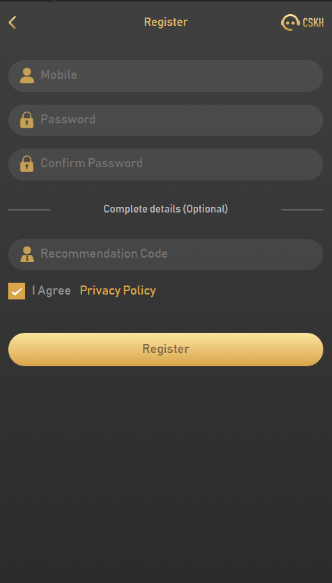 Register
CSKH
Mobile
Password
Confirm Password
Complete details (Optional)
Recommendation Code
I Agree Privacy Policy
Register